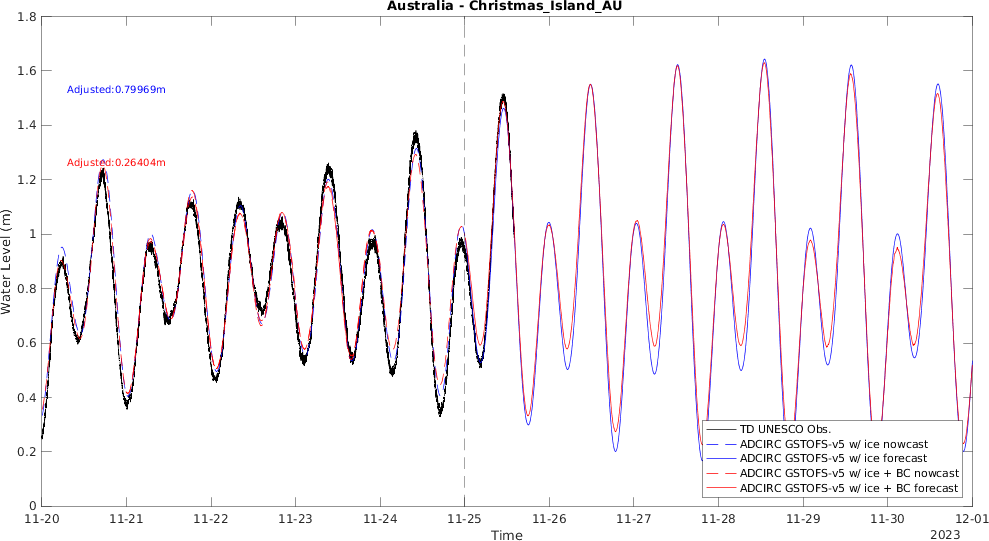 Australia - Christmas_Island_AU
1.8
1.6
1.4
1.2
1
0.8
0.6
0.4
0.2
0
Water Level (m)
Adjusted:0.79969m
Adjusted:0.26404m
TD UNESCO Obs.
ADCIRC GSTOFS-v5 w/ ice nowcast
ADCIRC GSTOFS-v5 w/ ice forecast
ADCIRC GSTOFS-v5 w/ ice + BC nowcast
ADCIRC GSTOFS-v5 w/ ice + BC forecast
11-20 11-21 11-22 11-23 11-24 11-25 11-26 11-27 11-28 11-29 11-30 12-01
Time
2023